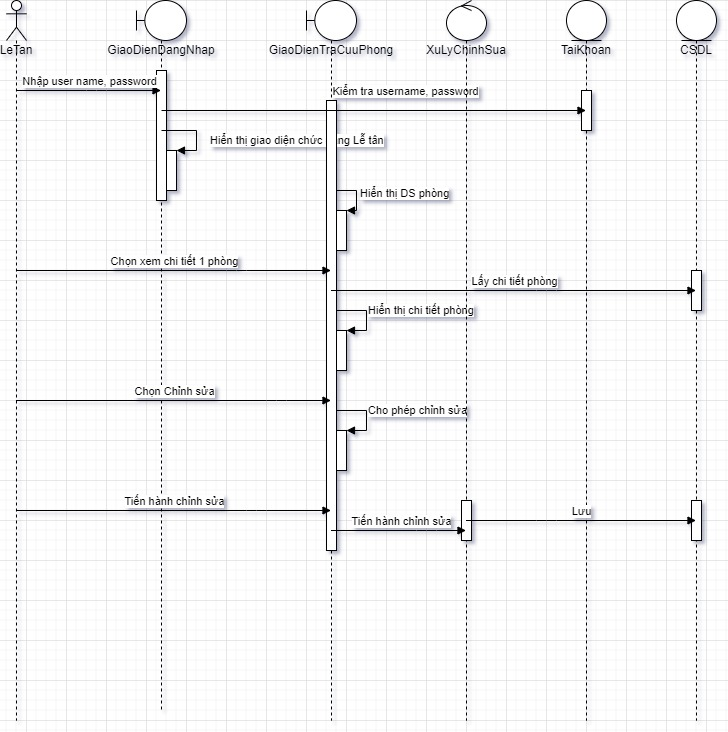 LeTan
GiaoDienDangNhap
GiaoDienTraCuuPhong
XuLyChinhSua
TaiKhoan
CSDL
Nhập user name, password
Kiểm tra username, password
Hiển thị giao diện chức ng Lễ tân
Hiển thị DS phòng
Chọn xem chi tiết 1 phòng
Lấy chi tiết phòng
Hiển thị chi tiết phòng
Chọn Chỉnh sửa
Cho phép chỉnh sửa
Tiến hành chỉnh sửa
Lưu
Tiến hành chỉnh sửa